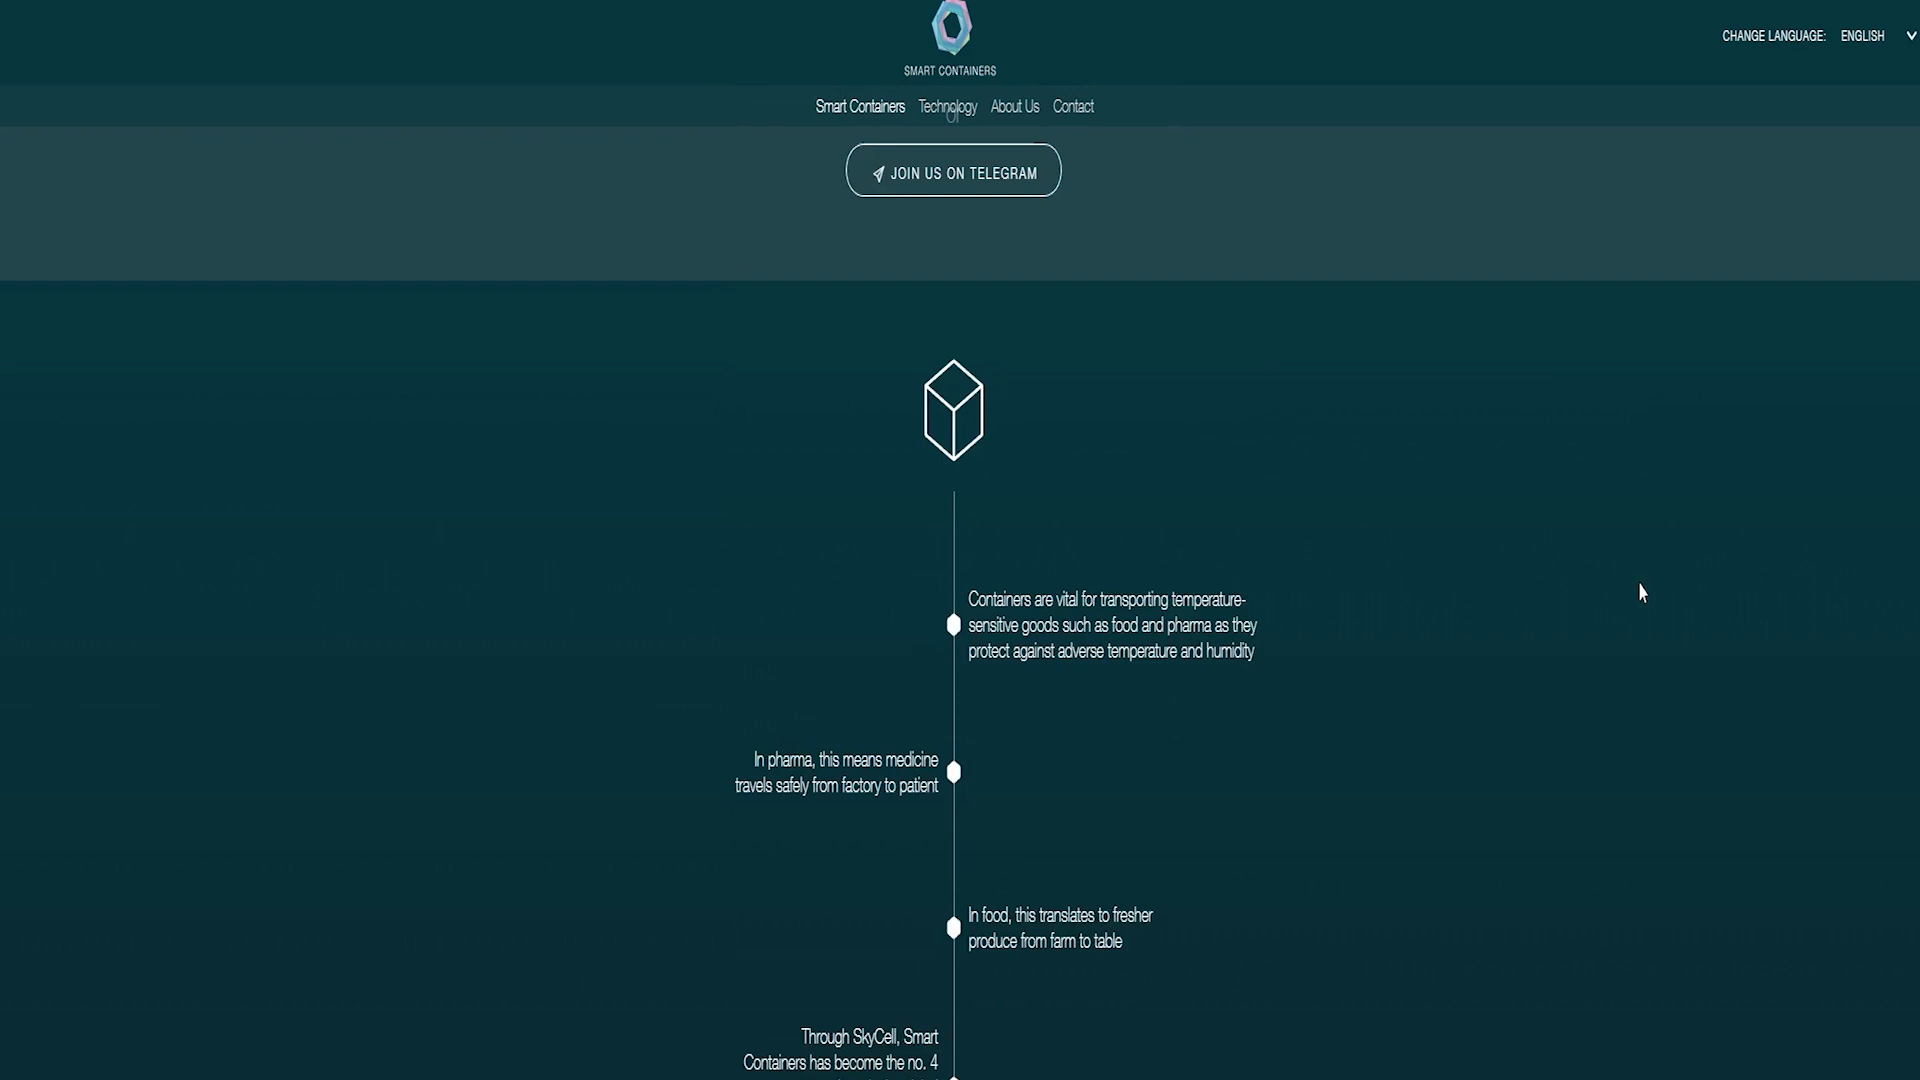 CHANGE LANGUAGE: ENGLISH
SMART CONTAINERS
Smart Containers Technology About Us Contact
or
JOIN US ON TELEGRAM
Containers are vital for transporting temperature-
sensitive goods such as food and pharma as they
protect against adverse temperature and humidity
In pharma, this means medicine
travels safely from factory to patient
In food, this translates to fresher
produce from farm to table
Through SkyCell, Smart
Containers has become the no. 4